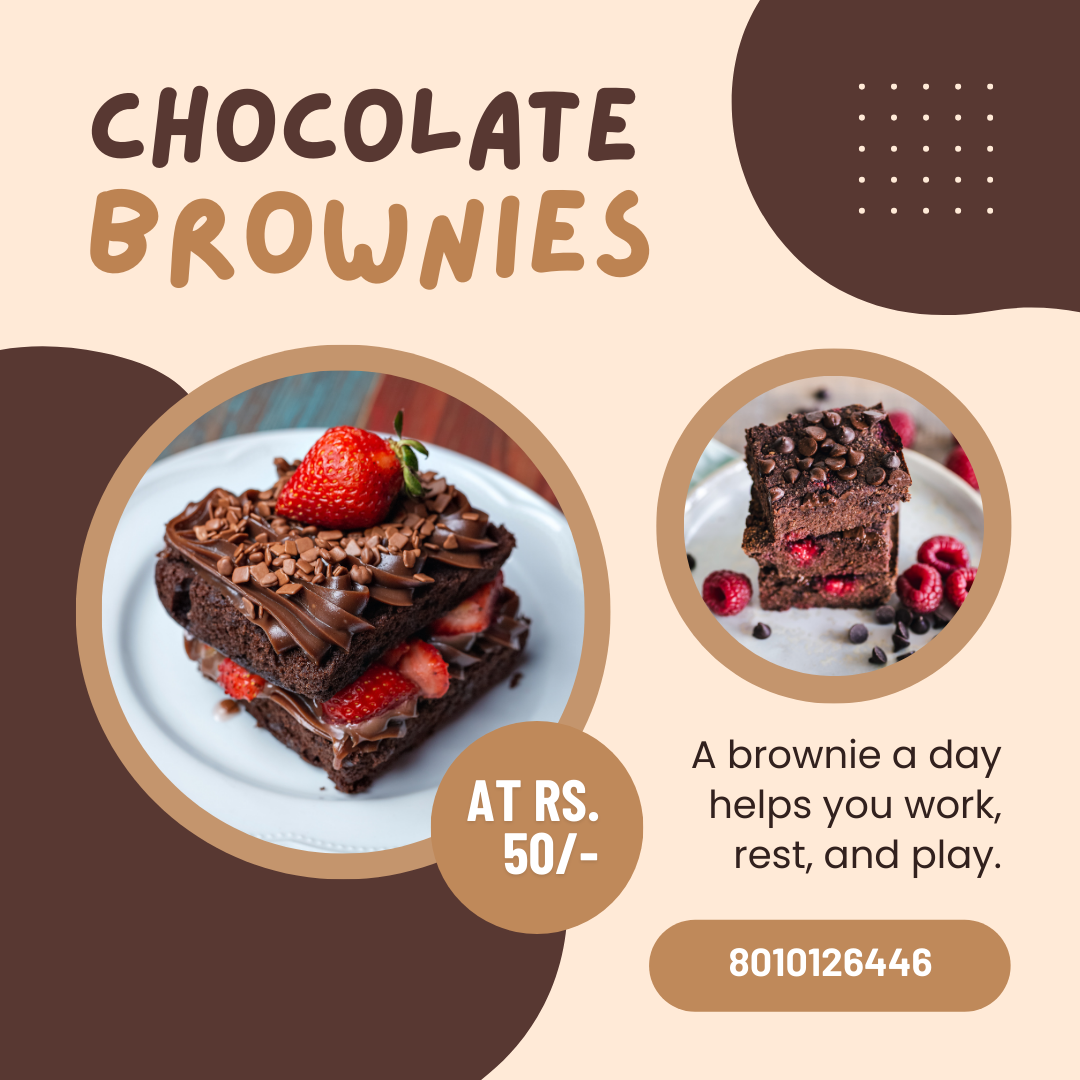 CHOCOLATE
BROWNIES
AT RS.
50/-
A brownie a day
helps you work,
rest, and play.
8010126446